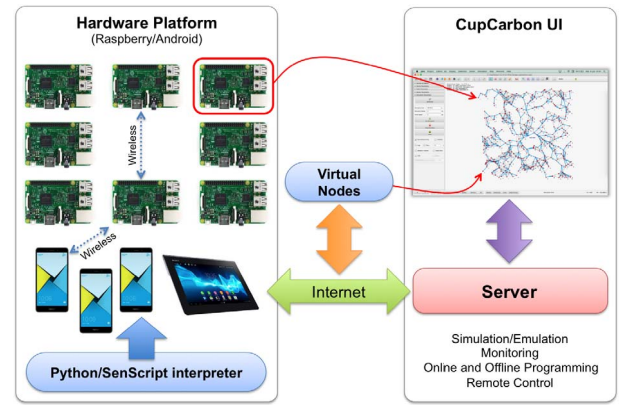 Hardware Platform
(Raspberry/Android)
Wireless
Wireless
Python/SenScript interpreter
Virtual
Nodes
Internet
CupCarbon UI
Server
Simulation/Emulation
Monitoring
Online and Offline Programming
Remote Control